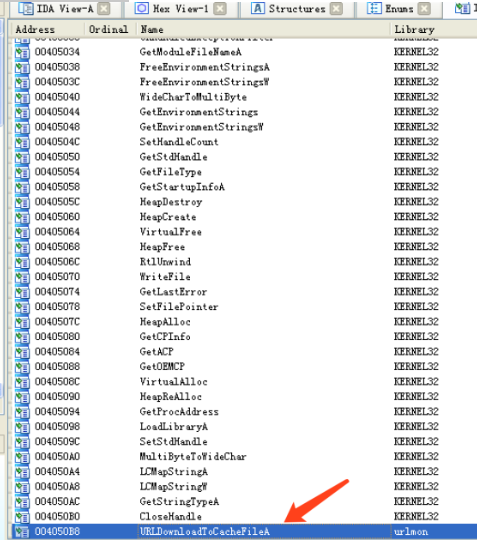 IDA View-A Hex View-1 Structures Enums
Address Ordinal Name Library
00405034 GetModuleFileNameA KERNEL32
00405038 FreeEnvironmentStringsA KERNEL32
0040503C FreeEnvironmentStringsW KERNEL32
00405040 WideCharToMultiByte KERNEL32
00405044 GetEnvironmentStrings KERNEL32
00405048 GetEnvironmentStringsW KERNEL32
0040504C SetHandleCount KERNEL32
00405050 GetStdHandle KERNEL32
00405054 GetFileType KERNEL32
00405058 GetStartupInfoA KERNEL32
0040505C HeapDestroy KERNEL32
00405060 HeapCreate KERNEL32
00405064 VirtualFree KERNEL32
00405068 HeapFree KERNEL32
0040506C RtlUnwind KERNEL32
00405070 WriteFile KERNEL32
00405074 GetLastError KERNEL32
00405078 SetFilePointer KERNEL32
0040507C HeapAlloc KERNEL32
00405080 GetCPInfo KERNEL32
00405084 GetACP KERNEL32
00405088 GetOEMCP KERNEL32
0040508C VirtualAlloc KERNEL32
00405090 HeapReAlloc KERNEL32
00405094 GetProcAddress KERNEL32
00405098 LoadLibraryA KERNEL32
0040509C SetStdHandle KERNEL32
004050A0 MultiByteToWideChar KERNEL32
004050A4 LCMapStringA KERNEL32
004050A8 LCMapStringW KERNEL32
004050AC GetStringTypeA KERNEL32
004050B0 CloseHandle KERNEL32
004050B8 URLDownloadToCacheFileA urlmon